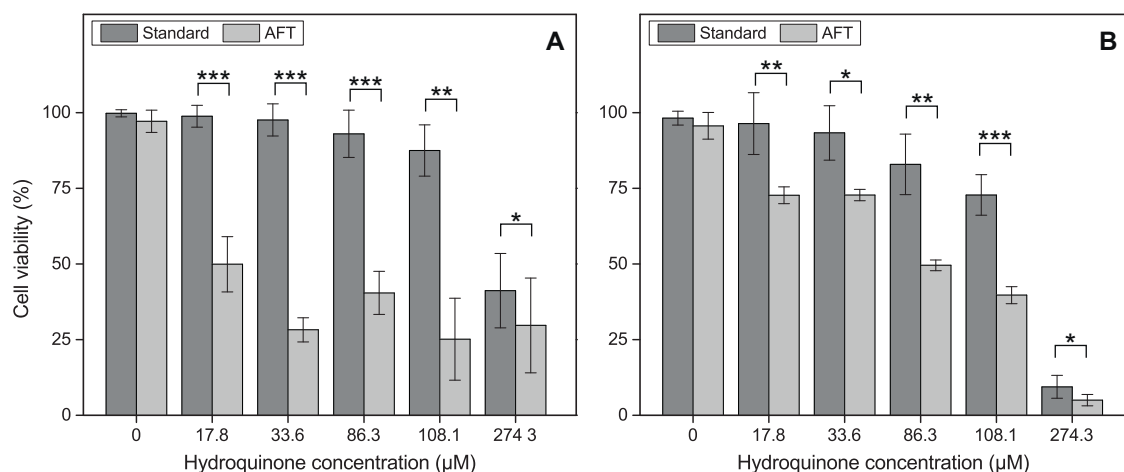 Standard AFT
A
***
***
***
**
*
100
75
50
25
0
Cell viability (%)
0 17.8 33.6 86.3 108.1 274.3
Hydroquinone concentration (µM)
Standard AFT
B
**
*
**
***
*
100
75
50
25
0
0 17.8 33.6 86.3 108.1 274.3
Hydroquinone concentration (µM)